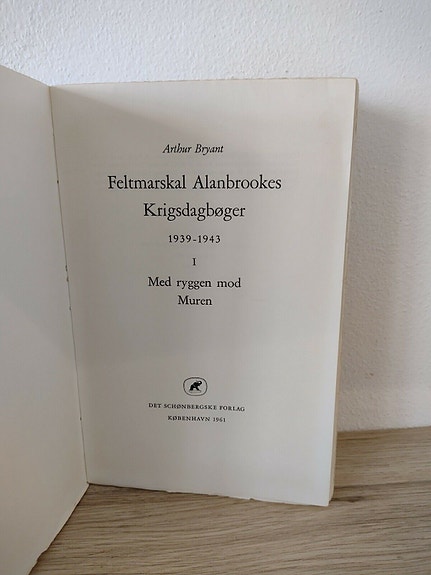 Arthur Bryant
Feltmarskal Alanbrookes
Krigsdagbøger
1939-1943
I
Med ryggen mod
Muren
DET SCHØNBERGSKE FORLAG
KØBENHAVN 1961